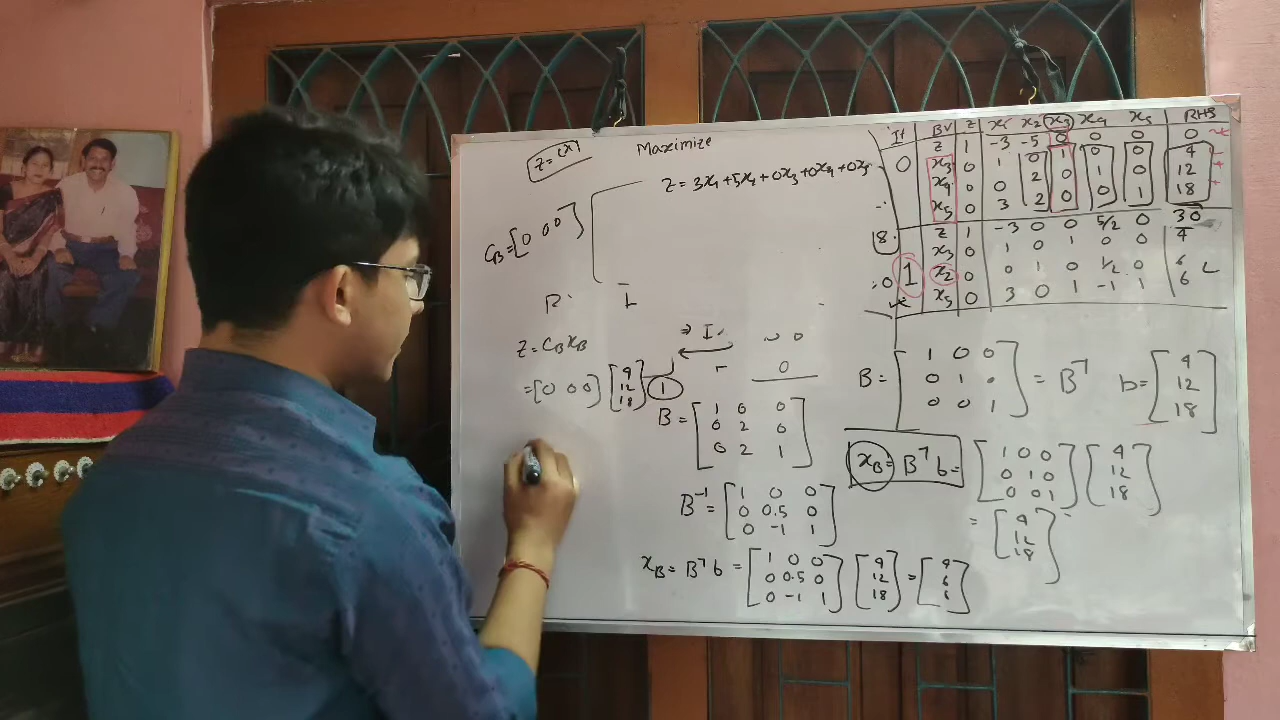 Z=(X)
Maximize
Z = 3x₁+5x₂+0x₃+0x₄+0x₅
C_B=[0 0 0]
Z = C_B x_B
=[0 0 0] [4 12 18]
⇒ I
0
1
B = [1 0 0
0 2 0
0 2 1]
B⁻¹ = [1 0 0
0 0.5 0
0 -1 1]
x_B = B⁻¹ b = [1 0 0 [4 = [4
0 0.5 0 12 6
0 -1 1] 18] 6]
It BV Z x₁ x₂ x₃ x₄ x₅ RHS
Z 1 -3 -5 0 0 0 0
0 x₃ 0 1 0 1 0 0 4
x₄ 0 0 2 0 1 0 12
x₅ 0 3 2 0 0 1 18
Z 1 -3 0 0 5/2 0 30
x₃ 0 1 0 1 0 0 4
1 x₂ 0 0 1 0 1/2 0 6
x₅ 0 3 0 1 -1 1 6
B = [1 0 0
0 1 0
0 0 1] = B⁻¹
b = [4
12
18]
x_B = B⁻¹ b = [1 0 0 [4
0 1 0 12
0 0 1] 18]
= [4
12
18]